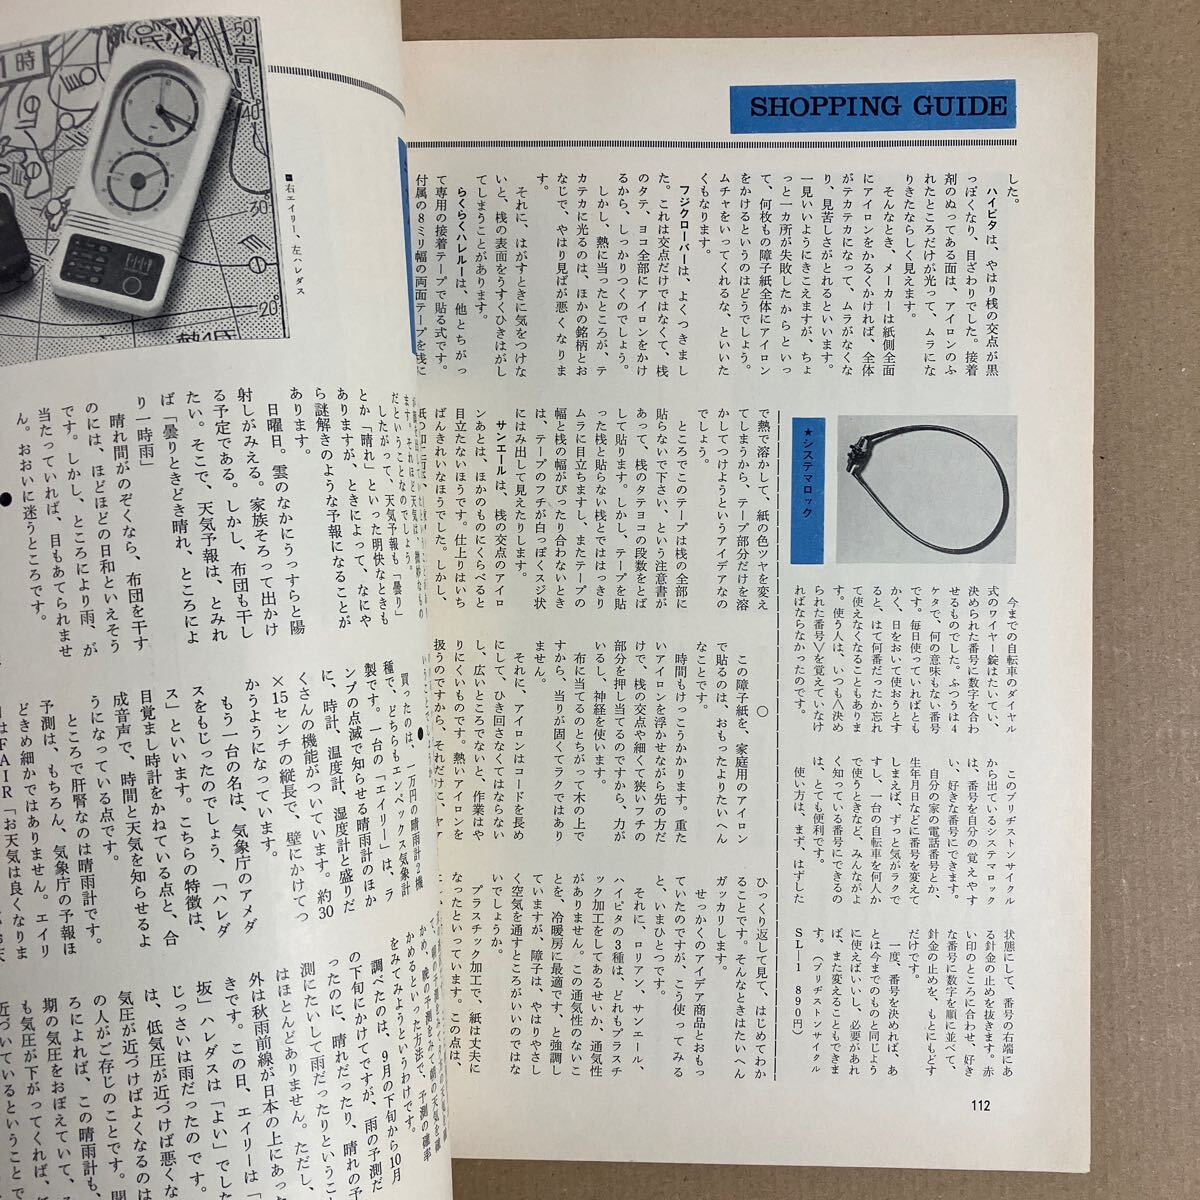 SHOPPING GUIDE
した。
ハイピタは、やはり桟の交点が黒
っぽくなり、目ざわりでした。接着
剤のぬってある面は、アイロンのふ
れたところだけが光って、ムラにな
りきたならしく見えます。
そんなとき、メーカーは紙側全面
にアイロンをかるくかければ、全体
がテカテカになって、ムラがなくな
り、見苦しさがとれるといいます。
一見いいようにきこえますが、ちょ
っと一カ所が失敗したからといっ
て、何枚もの障子紙全体にアイロン
をかけるというのはどうでしょう。
ムチャをいってくれるな、といいた
くもなります。
フジクローバーは、よくつきまし
た。これは交点だけではなくて、桟
のタテ、ヨコ全部にアイロンをかけ
るから、しっかりつくのでしょう。
しかし、熱に当ったところが、テ
カテカに光るのは、ほかの銘柄とお
なじで、やはり見ばが悪くなりま
す。
それに、はがすときに気をつけな
いと、桟の表面をうすくひきはがし
てしまうことがあります。
らくらくハレルーは、他とちがっ
て専用の接着テープで貼る式です。
付属の8ミリ幅の両面テープを桟に
で熱で溶かして、紙の色ツヤを変え
てしまうから、テープ部分だけを溶
かしてつけようというアイデアなの
でしょう。
ところでこのテープは桟の全部に
貼らないで下さい、という注意書が
あって、桟のタテヨコの段数をとば
して貼ります。しかし、テープを貼
った桟と貼らない桟とでははっきり
ムラに目立ちますし、またテープの
幅と桟の幅がぴったり合わないとき
は、テープのフチが白っぽくスジ状
にはみ出して見えたりします。
サンエールは、桟の交点のアイロ
ンあとは、ほかのものにくらべると
目立たないほうです。仕上りはいち
ばんきれいなほうでした。しかし、
○
この障子紙を、家庭用のアイロン
で貼るのは、おもったよりたいへん
なことです。
時間もけっこうかかります。重た
いアイロンを浮かせながら先の方だ
けで、桟の交点や細くて狭いフチの
部分を押し当てるのですから、力が
いるし、神経を使います。
布に当てるのとちがって木の上で
すから、当りが固くてラクではあり
ません。
それに、アイロンはコードを長め
にして、ひき回さなくてはならない
し、広いところでないと、作業はや
りにくいものです。熱いアイロンを
扱うのですから、それだけに、ヤケ
ひっくり返して見て、はじめてわか
ることです。そんなときはたいへん
ガッカリします。
せっかくのアイデア商品とおもっ
ていたのですが、こう使ってみる
と、いまひとつです。
それに、リアロン、サンエール、
ハイピタの3種は、どれもプラスチ
ック加工をしてあるせいか、通気性
がありません。この通気性のないこ
とを、冷暖房に最適です、と強調し
ていますが、障子は、やはりやさし
く空気を通すところがいいのではな
いでしょうか。
プラスチック加工で、紙は丈夫に
なったといっています。この点は、
★システマロック
今までの自転車のダイヤル
式のワイヤー錠はたいてい、
決められた番号に数字を合わ
せるものでした。ふつうは4
ケタで、何の意味もない番号
です。毎日使っていればとも
かく、日をおいて使おうとす
ると、はて何番だったか忘れ
て使えなくなることもありま
す。使う人は、いつも〈決め
られた番号〉を覚えていなけ
ればならなかったのです。
このブリヂストンサイクル
から出ているシステマロック
は、番号を自分の覚えやす
い、好きな番号にできます。
自分の家の電話番号とか、
生年月日などに番号を変えて
しまえば、ずっと気がラクで
すし、一台の自転車を何人か
で使うときなど、みんながよ
く知っている番号にできるの
は、とても便利です。
使い方は、まず、はずした
状態にして、番号の右端にあ
る針金の止めを抜きます。赤
い印のところに合わせ、好き
な番号に数字を順に並べて、
針金の止めを、もとにもどす
だけです。
一度、番号を決めれば、あ
とは今までのものと同じよう
に使えばいいし、必要があれ
ば、また変えることもできま
す。（ブリヂストンサイクル
SL―1 890円）
112
■右エイリー、左ハレダス
したがって、天気予報も「曇り」
とか「晴れ」といった明快なときも
ありますが、ときによって、なにや
ら謎解きのような予報になることが
あります。
日曜日。雲のなかにうっすらと陽
射しがみえる。家族そろって出かけ
る予定である。しかし、布団も干し
たい。そこで、天気予報は、とみれ
ば「曇りときどき晴れ、ところによ
り一時雨」
晴れ間がのぞくなら、布団を干す
のには、ほどほどの日和といえそう
です。しかし、ところにより雨、が
当たっていれば、目もあてられませ
ん。おおいに迷うところです。
●
買ったのは、一万円の晴雨計2機
種で、どちらもエンペックス気象計
製です。一台の「エイリー」は、ラ
ンプの点滅で知らせる晴雨計のほか
に、時計、温度計、湿度計と盛りだ
くさんの機能がついています。約30
×15センチの縦長で、壁にかけてつ
かうようになっています。
もう一台の名は、気象庁のアメダ
スをもじったのでしょう、「ハレダ
ス」といいます。こちらの特徴は、
目覚まし時計をかねている点と、合
成音声で、時間と天気を知らせるよ
うになっている点です。
ところで肝腎なのは晴雨計です。
予測は、もちろん、気象庁の予報ほ
どきめ細かではありません。エイリ
かめるといった方法で、予測の確率
をみてみようというわけです。
調べたのは、9月の下旬から10月
の下旬にかけてですが、雨の予測だ
ったのに、晴れだったり、晴れの予
測にたいして雨だったりというこ
はほとんどありません。ただし、
外は秋雨前線が日本の上にあっ
きです。この日、エイリーは「
坂」ハレダスは「よい」でした
じっさいは雨だったのです。
気圧が近づけばよくなるのは
は、低気圧が近づけば悪くな
の人がご存じのことです。
ろによれば、この晴雨計も、
期の気圧をおぼえていて、
も気圧が下がってくれば、
近づいているということで